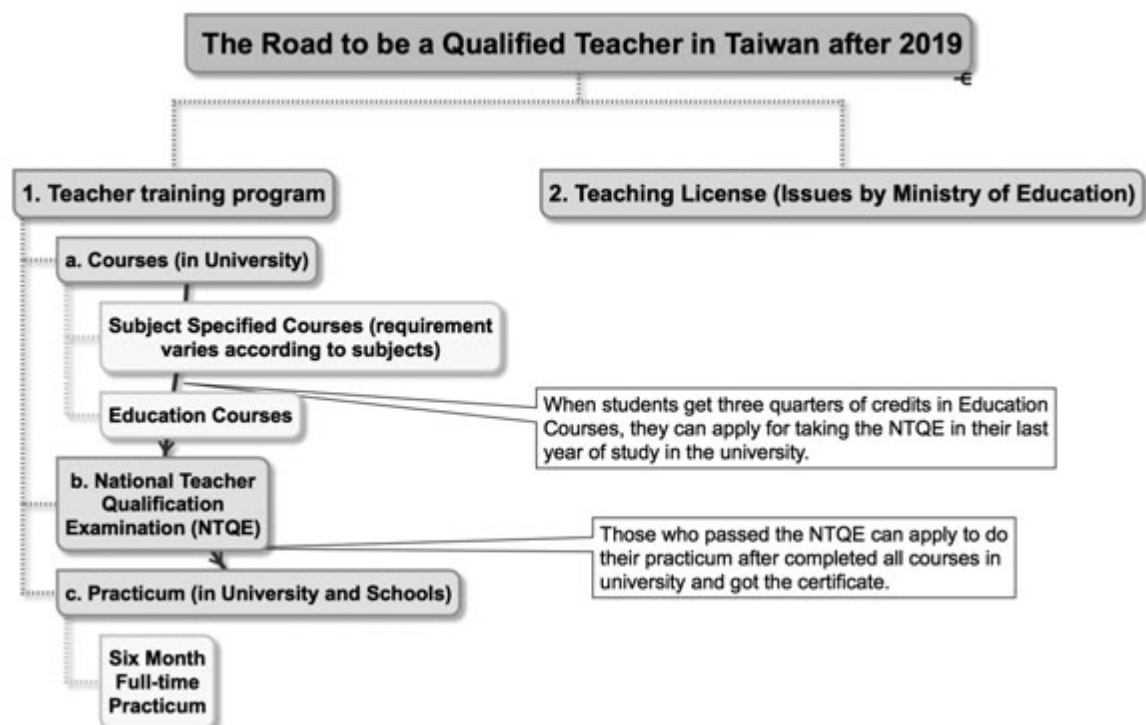 The Road to be a Qualified Teacher in Taiwan after 2019
1. Teacher training program
2. Teaching License (Issues by Ministry of Education)
a. Courses (in University)
Subject Specified Courses (requirement
varies according to subjects)
Education Courses
When students get three quarters of credits in Education
Courses, they can apply for taking the NTQE in their last
year of study in the university.
b. National Teacher
Qualification
Examination (NTQE)
Those who passed the NTQE can apply to do
their practicum after completed all courses in
university and got the certificate.
c. Practicum (in University and Schools)
Six Month
Full-time
Practicum